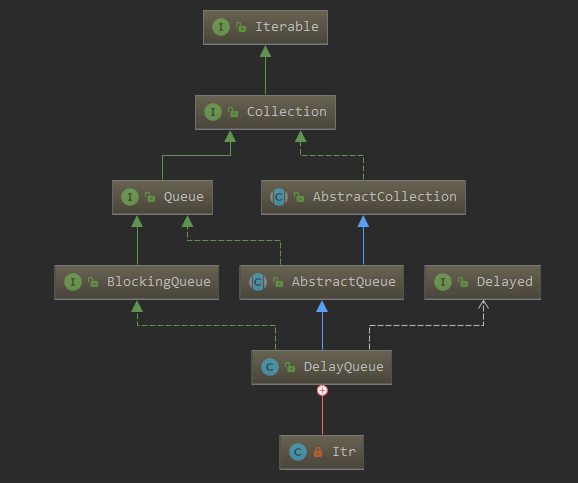 I Iterable
I Collection
I Queue
C AbstractCollection
I BlockingQueue
C AbstractQueue
I Delayed
C DelayQueue
C Itr